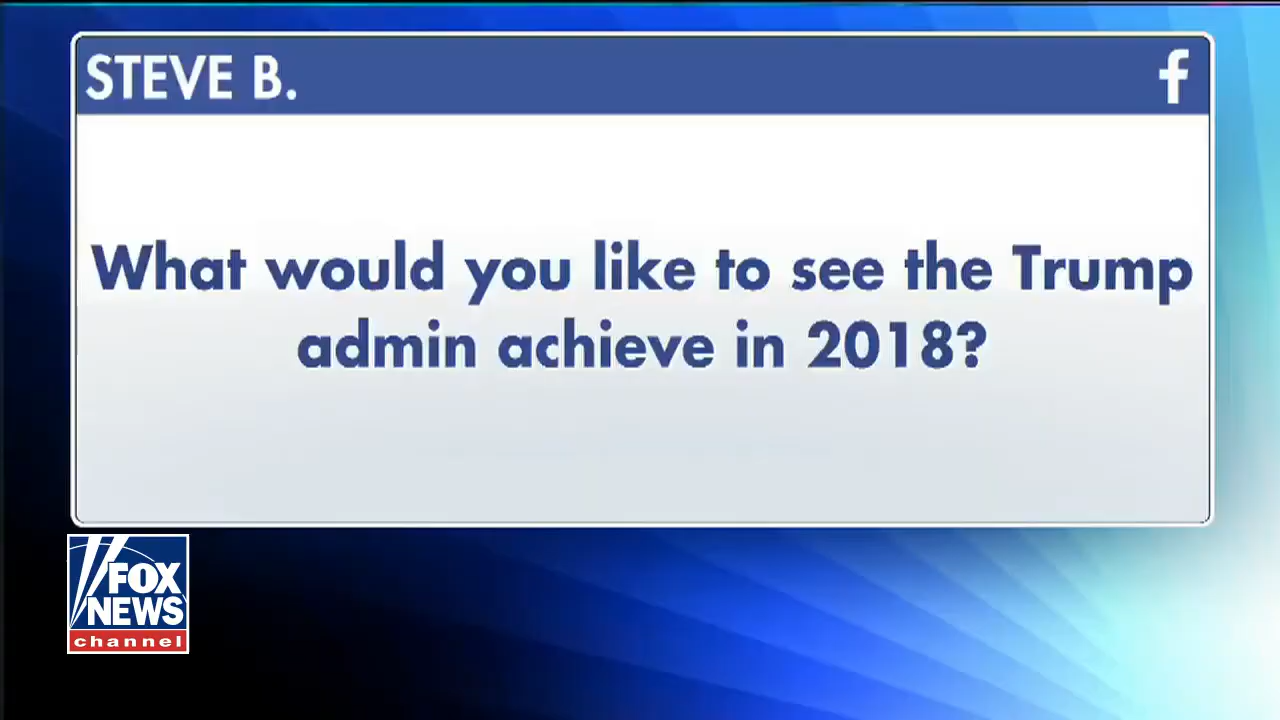 STEVE B.
f
What would you like to see the Trump
admin achieve in 2018?
FOX
NEWS
channel